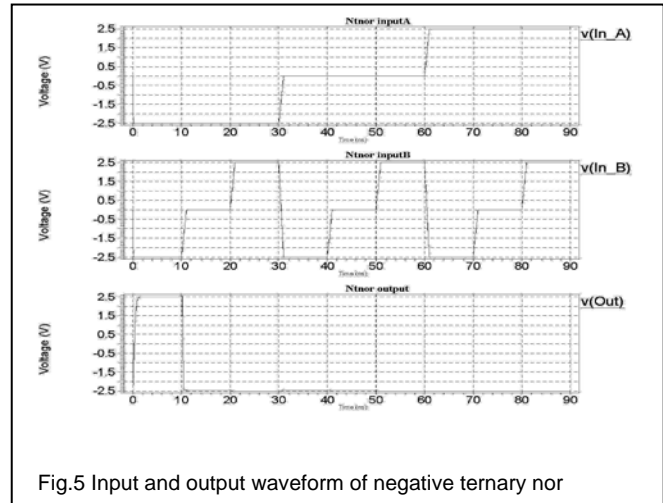 Ntnor inputA
v(In_A)
Voltage (V)
2.5
1.5
0.5
-0.5
-1.5
-2.5
0 10 20 30 40 50 60 70 80 90
Ntnor inputB
v(In_B)
Voltage (V)
2.5
1.5
0.5
-0.5
-1.5
-2.5
0 10 20 30 40 50 60 70 80 90
Ntnor output
v(Out)
Voltage (V)
2.5
1.5
0.5
-0.5
-1.5
-2.5
0 10 20 30 40 50 60 70 80 90
Fig.5 Input and output waveform of negative ternary nor